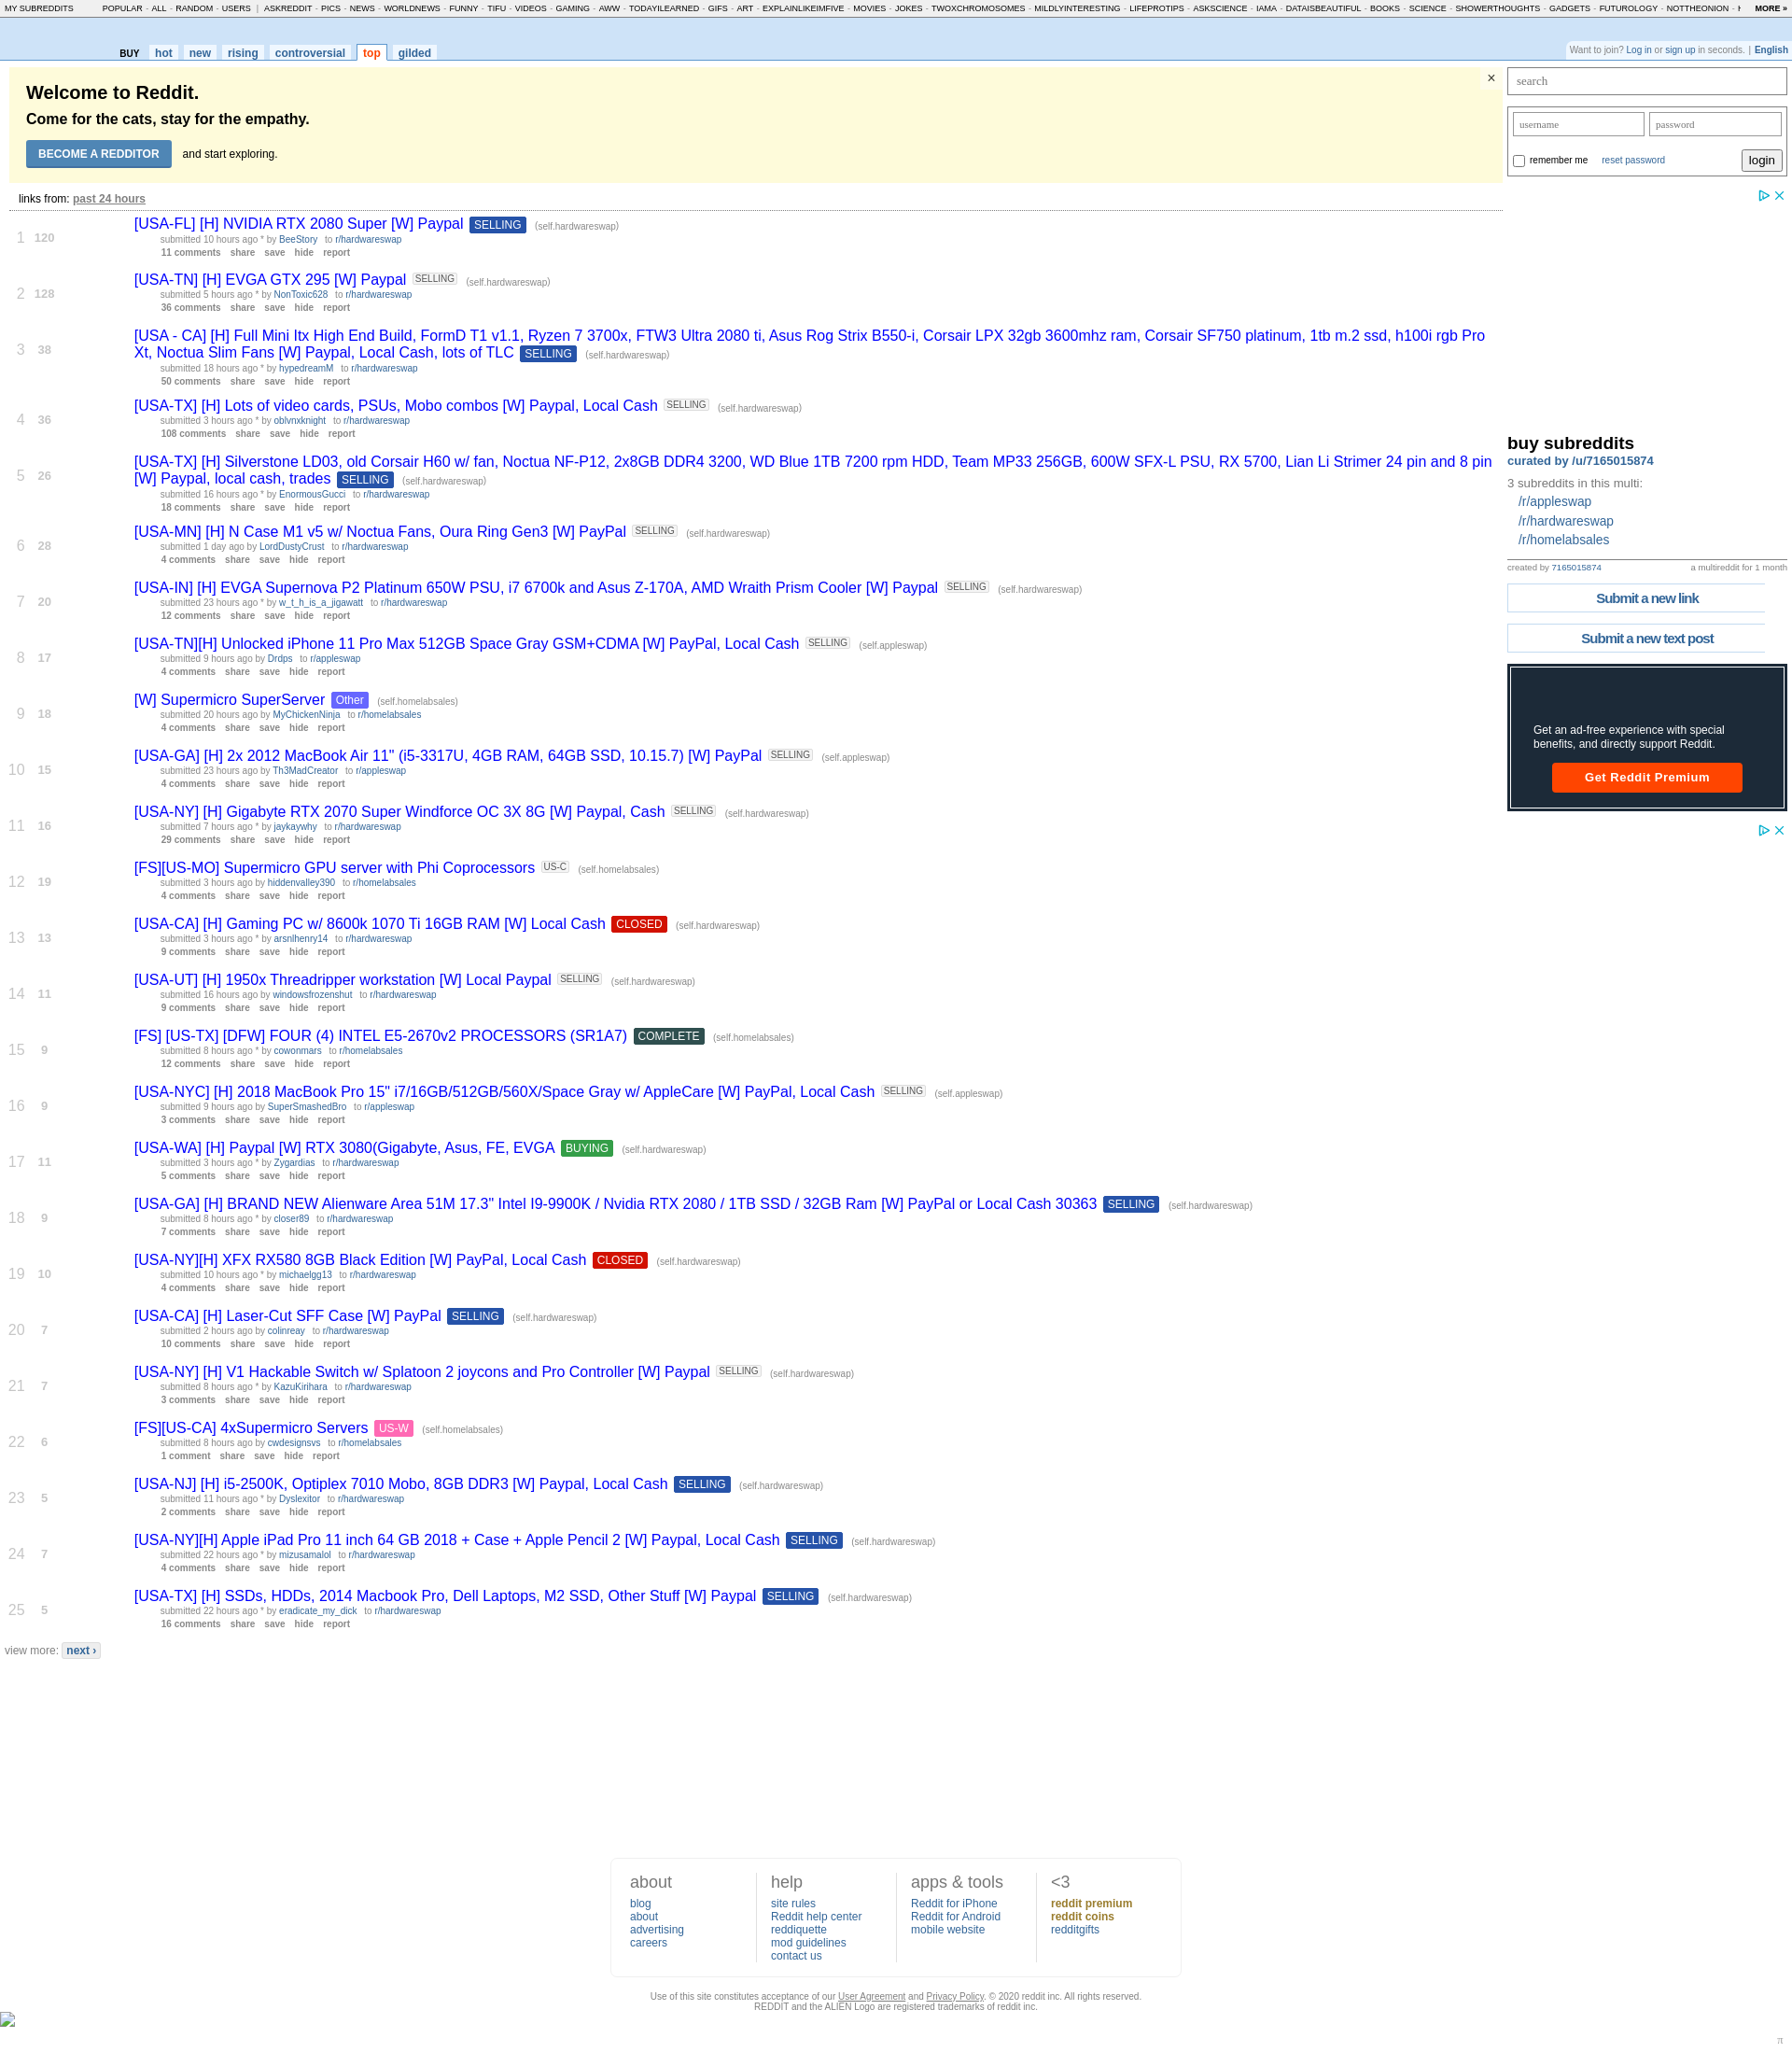 MY SUBREDDITS POPULAR - ALL - RANDOM - USERS | ASKREDDIT - PICS - NEWS - WORLDNEWS - FUNNY - TIFU - VIDEOS - GAMING - AWW - TODAYILEARNED - GIFS - ART - EXPLAINLIKEIMFIVE - MOVIES - JOKES - TWOXCHROMOSOMES - MILDLYINTERESTING - LIFEPROTIPS - ASKSCIENCE - IAMA - DATAISBEAUTIFUL - BOOKS - SCIENCE - SHOWERTHOUGHTS - GADGETS - FUTUROLOGY - NOTTHEONION - MORE »
BUY hot new rising controversial top gilded
Want to join? Log in or sign up in seconds. | English
Welcome to Reddit.
Come for the cats, stay for the empathy.
BECOME A REDDITOR and start exploring.
×
links from: past 24 hours
1 120 [USA-FL] [H] NVIDIA RTX 2080 Super [W] Paypal SELLING (self.hardwareswap)
submitted 10 hours ago * by BeeStory to r/hardwareswap
11 comments share save hide report
2 128 [USA-TN] [H] EVGA GTX 295 [W] Paypal SELLING (self.hardwareswap)
submitted 5 hours ago * by NonToxic628 to r/hardwareswap
36 comments share save hide report
3 38 [USA - CA] [H] Full Mini Itx High End Build, FormD T1 v1.1, Ryzen 7 3700x, FTW3 Ultra 2080 ti, Asus Rog Strix B550-i, Corsair LPX 32gb 3600mhz ram, Corsair SF750 platinum, 1tb m.2 ssd, h100i rgb Pro
Xt, Noctua Slim Fans [W] Paypal, Local Cash, lots of TLC SELLING (self.hardwareswap)
submitted 18 hours ago * by hypedreamM to r/hardwareswap
50 comments share save hide report
4 36 [USA-TX] [H] Lots of video cards, PSUs, Mobo combos [W] Paypal, Local Cash SELLING (self.hardwareswap)
submitted 3 hours ago * by oblvnxknight to r/hardwareswap
108 comments share save hide report
5 26 [USA-TX] [H] Silverstone LD03, old Corsair H60 w/ fan, Noctua NF-P12, 2x8GB DDR4 3200, WD Blue 1TB 7200 rpm HDD, Team MP33 256GB, 600W SFX-L PSU, RX 5700, Lian Li Strimer 24 pin and 8 pin
[W] Paypal, local cash, trades SELLING (self.hardwareswap)
submitted 16 hours ago * by EnormousGucci to r/hardwareswap
18 comments share save hide report
6 28 [USA-MN] [H] N Case M1 v5 w/ Noctua Fans, Oura Ring Gen3 [W] PayPal SELLING (self.hardwareswap)
submitted 1 day ago by LordDustyCrust to r/hardwareswap
4 comments share save hide report
7 20 [USA-IN] [H] EVGA Supernova P2 Platinum 650W PSU, i7 6700k and Asus Z-170A, AMD Wraith Prism Cooler [W] Paypal SELLING (self.hardwareswap)
submitted 23 hours ago * by w_t_h_is_a_jigawatt to r/hardwareswap
12 comments share save hide report
8 17 [USA-TN][H] Unlocked iPhone 11 Pro Max 512GB Space Gray GSM+CDMA [W] PayPal, Local Cash SELLING (self.appleswap)
submitted 9 hours ago by Drdps to r/appleswap
4 comments share save hide report
9 18 [W] Supermicro SuperServer Other (self.homelabsales)
submitted 20 hours ago by MyChickenNinja to r/homelabsales
4 comments share save hide report
10 15 [USA-GA] [H] 2x 2012 MacBook Air 11" (i5-3317U, 4GB RAM, 64GB SSD, 10.15.7) [W] PayPal SELLING (self.appleswap)
submitted 23 hours ago by Th3MadCreator to r/appleswap
4 comments share save hide report
11 16 [USA-NY] [H] Gigabyte RTX 2070 Super Windforce OC 3X 8G [W] Paypal, Cash SELLING (self.hardwareswap)
submitted 7 hours ago * by jaykaywhy to r/hardwareswap
29 comments share save hide report
12 19 [FS][US-MO] Supermicro GPU server with Phi Coprocessors US-C (self.homelabsales)
submitted 3 hours ago by hiddenvalley390 to r/homelabsales
4 comments share save hide report
13 13 [USA-CA] [H] Gaming PC w/ 8600k 1070 Ti 16GB RAM [W] Local Cash CLOSED (self.hardwareswap)
submitted 3 hours ago * by arsnlhenry14 to r/hardwareswap
9 comments share save hide report
14 11 [USA-UT] [H] 1950x Threadripper workstation [W] Local Paypal SELLING (self.hardwareswap)
submitted 16 hours ago by windowsfrozenshut to r/hardwareswap
9 comments share save hide report
15 9 [FS] [US-TX] [DFW] FOUR (4) INTEL E5-2670v2 PROCESSORS (SR1A7) COMPLETE (self.homelabsales)
submitted 8 hours ago by cowonmars to r/homelabsales
12 comments share save hide report
16 9 [USA-NYC] [H] 2018 MacBook Pro 15" i7/16GB/512GB/560X/Space Gray w/ AppleCare [W] PayPal, Local Cash SELLING (self.appleswap)
submitted 9 hours ago by SuperSmashedBro to r/appleswap
3 comments share save hide report
17 11 [USA-WA] [H] Paypal [W] RTX 3080(Gigabyte, Asus, FE, EVGA BUYING (self.hardwareswap)
submitted 3 hours ago * by Zygardias to r/hardwareswap
5 comments share save hide report
18 9 [USA-GA] [H] BRAND NEW Alienware Area 51M 17.3" Intel I9-9900K / Nvidia RTX 2080 / 1TB SSD / 32GB Ram [W] PayPal or Local Cash 30363 SELLING (self.hardwareswap)
submitted 8 hours ago * by closer89 to r/hardwareswap
7 comments share save hide report
19 10 [USA-NY][H] XFX RX580 8GB Black Edition [W] PayPal, Local Cash CLOSED (self.hardwareswap)
submitted 10 hours ago * by michaelgg13 to r/hardwareswap
4 comments share save hide report
20 7 [USA-CA] [H] Laser-Cut SFF Case [W] PayPal SELLING (self.hardwareswap)
submitted 2 hours ago by colinreay to r/hardwareswap
10 comments share save hide report
21 7 [USA-NY] [H] V1 Hackable Switch w/ Splatoon 2 joycons and Pro Controller [W] Paypal SELLING (self.hardwareswap)
submitted 8 hours ago * by KazuKirihara to r/hardwareswap
3 comments share save hide report
22 6 [FS][US-CA] 4xSupermicro Servers US-W (self.homelabsales)
submitted 8 hours ago by cwdesignsvs to r/homelabsales
1 comment share save hide report
23 5 [USA-NJ] [H] i5-2500K, Optiplex 7010 Mobo, 8GB DDR3 [W] Paypal, Local Cash SELLING (self.hardwareswap)
submitted 11 hours ago * by Dyslexitor to r/hardwareswap
2 comments share save hide report
24 7 [USA-NY][H] Apple iPad Pro 11 inch 64 GB 2018 + Case + Apple Pencil 2 [W] Paypal, Local Cash SELLING (self.hardwareswap)
submitted 22 hours ago * by mizusamalol to r/hardwareswap
4 comments share save hide report
25 5 [USA-TX] [H] SSDs, HDDs, 2014 Macbook Pro, Dell Laptops, M2 SSD, Other Stuff [W] Paypal SELLING (self.hardwareswap)
submitted 22 hours ago * by eradicate_my_dick to r/hardwareswap
16 comments share save hide report
view more: next ›
search
username password
remember me reset password login
buy subreddits
curated by /u/7165015874
3 subreddits in this multi:
/r/appleswap
/r/hardwareswap
/r/homelabsales
created by 7165015874 a multireddit for 1 month
Submit a new link
Submit a new text post
Get an ad-free experience with special
benefits, and directly support Reddit.
Get Reddit Premium
about
blog
about
advertising
careers
help
site rules
Reddit help center
reddiquette
mod guidelines
contact us
apps & tools
Reddit for iPhone
Reddit for Android
mobile website
<3
reddit premium
reddit coins
redditgifts
Use of this site constitutes acceptance of our User Agreement and Privacy Policy. © 2020 reddit inc. All rights reserved.
REDDIT and the ALIEN Logo are registered trademarks of reddit inc.
π